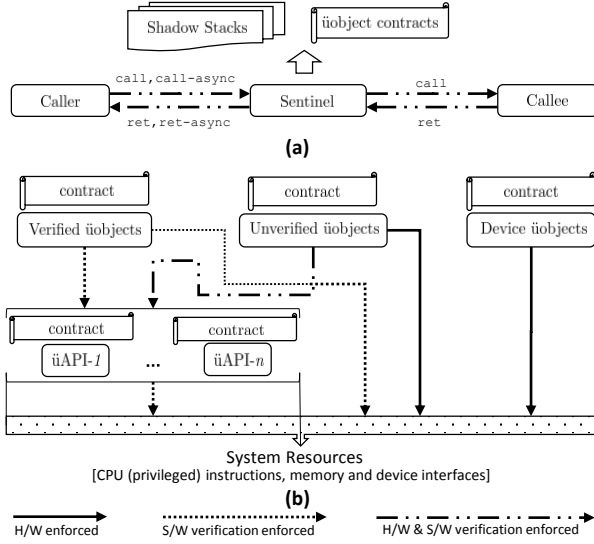 Shadow Stacks
üobject contracts
call,call-async
call
Caller
Sentinel
Callee
ret,ret-async
ret
(a)
contract
contract
contract
Verified üobjects
Unverified üobjects
Device üobjects
contract
contract
üAPI-1
...
üAPI-n
System Resources
[CPU (privileged) instructions, memory and device interfaces]
(b)
H/W enforced
S/W verification enforced
H/W & S/W verification enforced